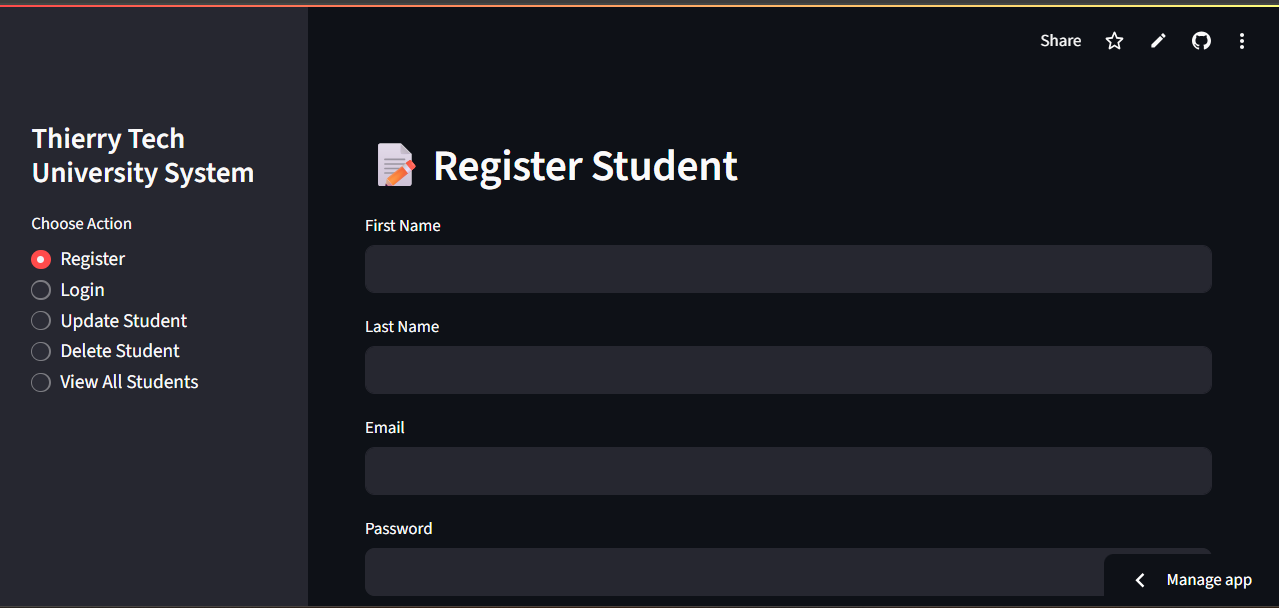 Share
Thierry Tech
University System
Choose Action
Register
Login
Update Student
Delete Student
View All Students
Register Student
First Name
Last Name
Email
Password
Manage app